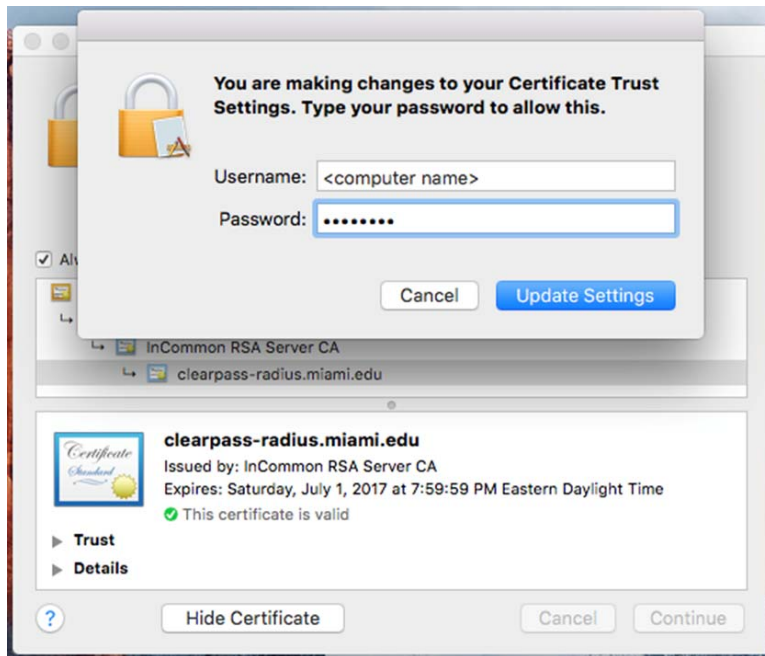 You are making changes to your Certificate Trust
Settings. Type your password to allow this.
Username: <computer name>
Password: ••••••••
Cancel Update Settings
InCommon RSA Server CA
clearpass-radius.miami.edu
Certificate
Standard
clearpass-radius.miami.edu
Issued by: InCommon RSA Server CA
Expires: Saturday, July 1, 2017 at 7:59:59 PM Eastern Daylight Time
This certificate is valid
Trust
Details
? Hide Certificate Cancel Continue